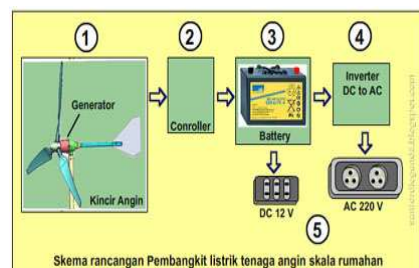 1
2
3
4
Generator
Kincir Angin
Conroller
Battery
Inverter
DC to AC
DC 12 V
AC 220 V
5
Skema rancangan Pembangkit listrik tenaga angin skala rumahan